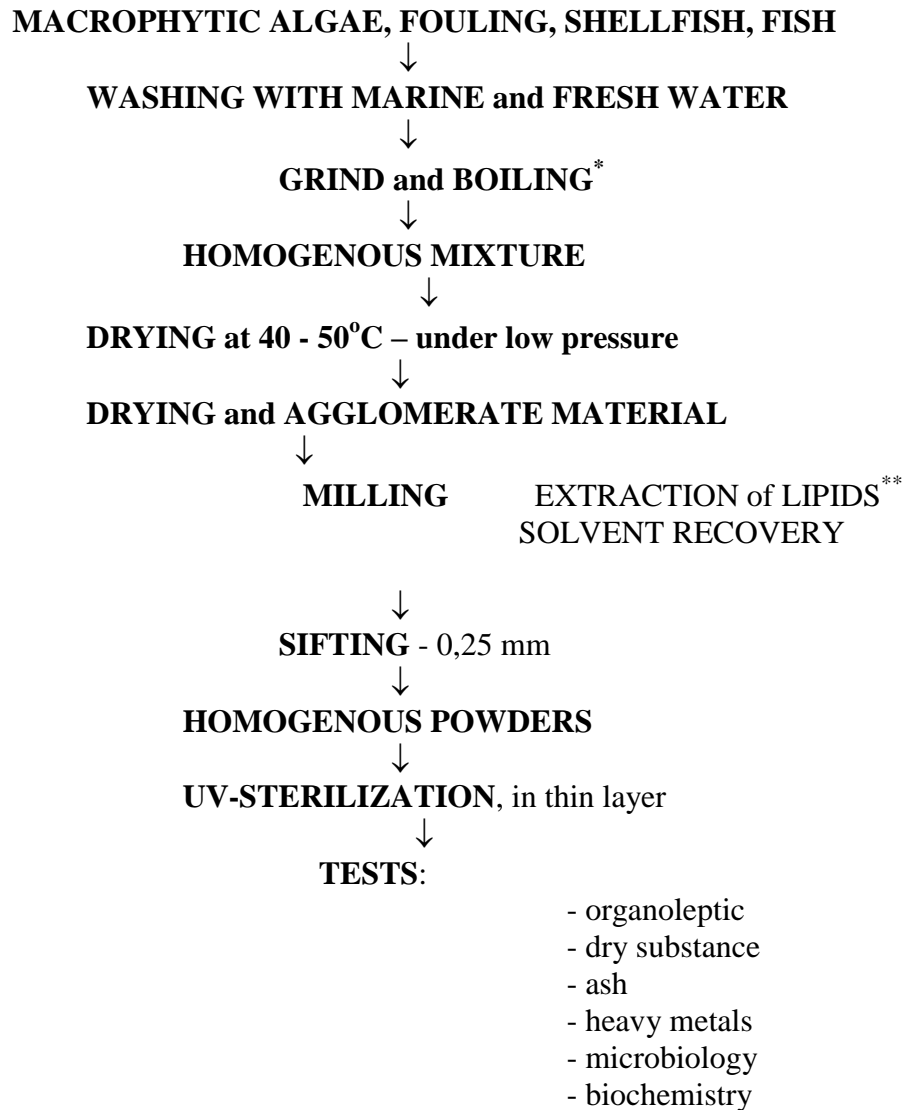 MACROPHYTIC ALGAE, FOULING, SHELLFISH, FISH
↓
WASHING WITH MARINE and FRESH WATER
↓
GRIND and BOILING*
↓
HOMOGENOUS MIXTURE
↓
DRYING at 40 - 50°C – under low pressure
↓
DRYING and AGGLOMERATE MATERIAL
↓
MILLING EXTRACTION of LIPIDS**
SOLVENT RECOVERY
↓
SIFTING - 0,25 mm
↓
HOMOGENOUS POWDERS
↓
UV-STERILIZATION, in thin layer
↓
TESTS:
- organoleptic
- dry substance
- ash
- heavy metals
- microbiology
- biochemistry